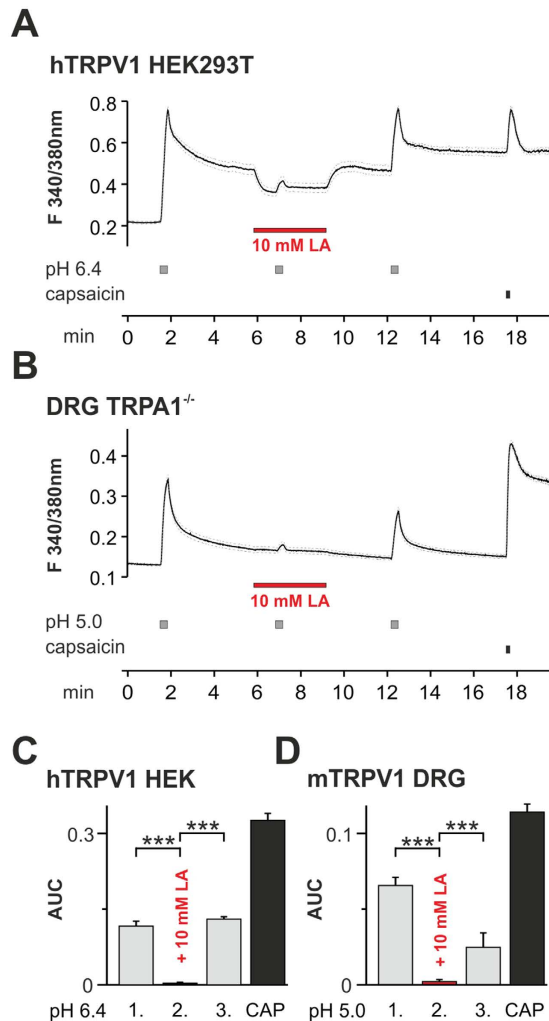 A
hTRPV1 HEK293T
F 340/380nm
0.8
0.6
0.4
0.2
10 mM LA
pH 6.4
capsaicin
min
0 2 4 6 8 10 12 14 16 18
B
DRG TRPA1-/-
F 340/380nm
0.4
0.3
0.2
0.1
10 mM LA
pH 5.0
capsaicin
min
0 2 4 6 8 10 12 14 16 18
C
hTRPV1 HEK
AUC
0.3
0
*** ***
+ 10 mM LA
pH 6.4 1. 2. 3. CAP
D
mTRPV1 DRG
AUC
0.1
0
*** ***
+ 10 mM LA
pH 5.0 1. 2. 3. CAP